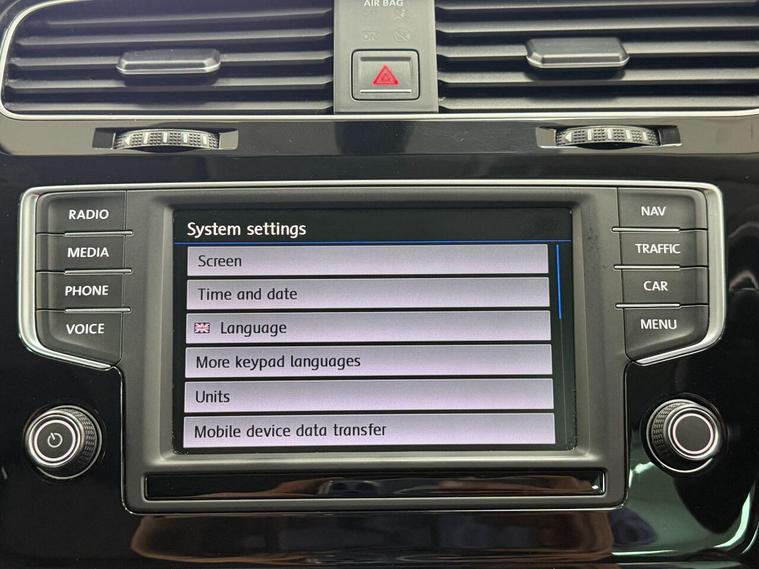 AIR BAG
RADIO
MEDIA
PHONE
VOICE
System settings
Screen
Time and date
Language
More keypad languages
Units
Mobile device data transfer
NAV
TRAFFIC
CAR
MENU